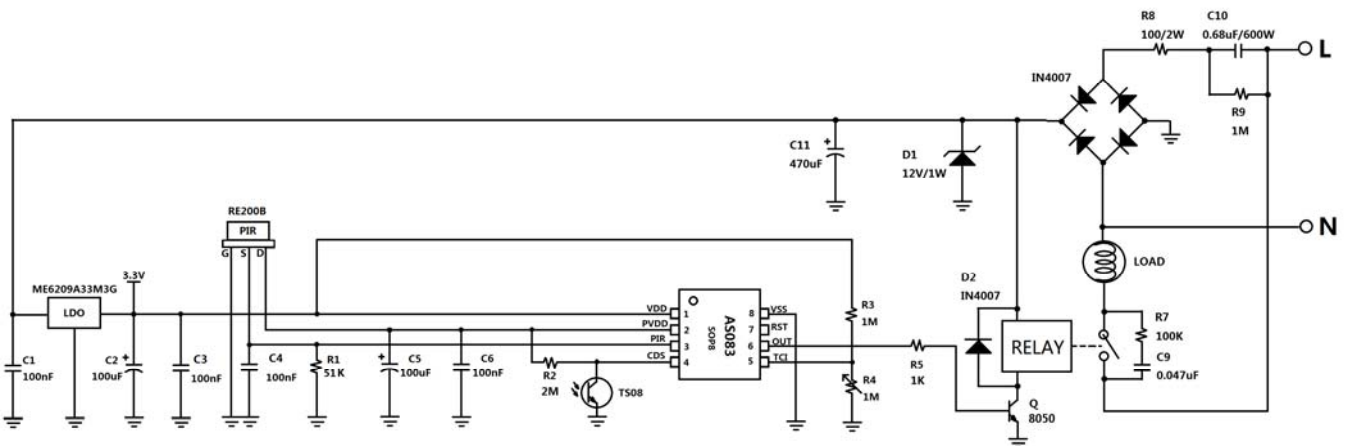 R8
100/2W
C10
0.68uF/600W
L
IN4007
R9
1M
C11
470uF
D1
12V/1W
RE200B
PIR
G S D
N
LOAD
ME6209A33M3G
LDO
3.3V
C1
100nF
C2
100uF
C3
100nF
C4
100nF
R1
51K
C5
100uF
C6
100nF
R2
2M
TS08
VDD 1
PVDD 2
PIR 3
CDS 4
AS083
SOP8
8 VSS
7 RST
6 OUT
5 TCI
R3
1M
R4
1M
R5
1K
D2
IN4007
RELAY
Q
8050
R7
100K
C9
0.047uF